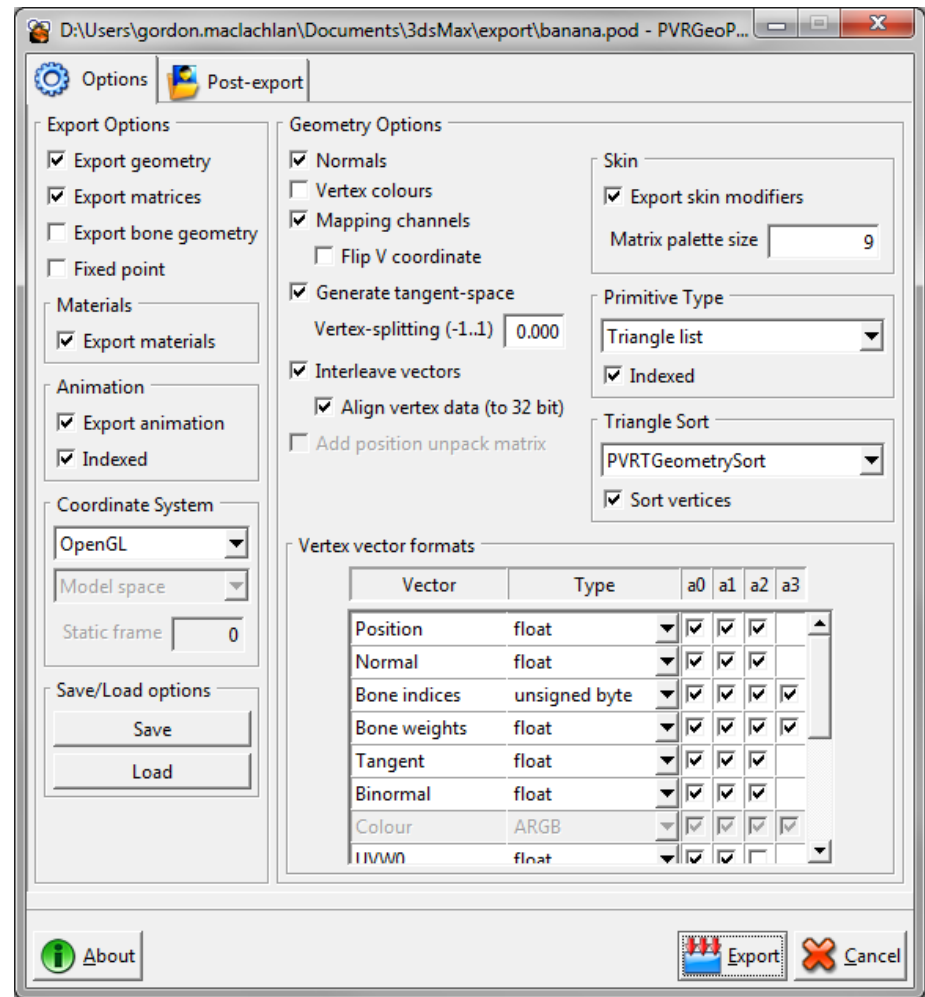 D:\Users\gordon.maclachlan\Documents\3dsMax\export\banana.pod - PVRGeoP...
Options
Post-export
Export Options
Export geometry
Export matrices
Export bone geometry
Fixed point
Materials
Export materials
Animation
Export animation
Indexed
Coordinate System
OpenGL
Model space
Static frame 0
Save/Load options
Save
Load
Geometry Options
Normals
Vertex colours
Mapping channels
Flip V coordinate
Generate tangent-space
Vertex-splitting (-1..1) 0.000
Interleave vectors
Align vertex data (to 32 bit)
Add position unpack matrix
Skin
Export skin modifiers
Matrix palette size 9
Primitive Type
Triangle list
Indexed
Triangle Sort
PVRTGeometrySort
Sort vertices
Vertex vector formats
Vector Type a0 a1 a2 a3
Position float
Normal float
Bone indices unsigned byte
Bone weights float
Tangent float
Binormal float
Colour ARGB
UVW0 float
About
Export
Cancel